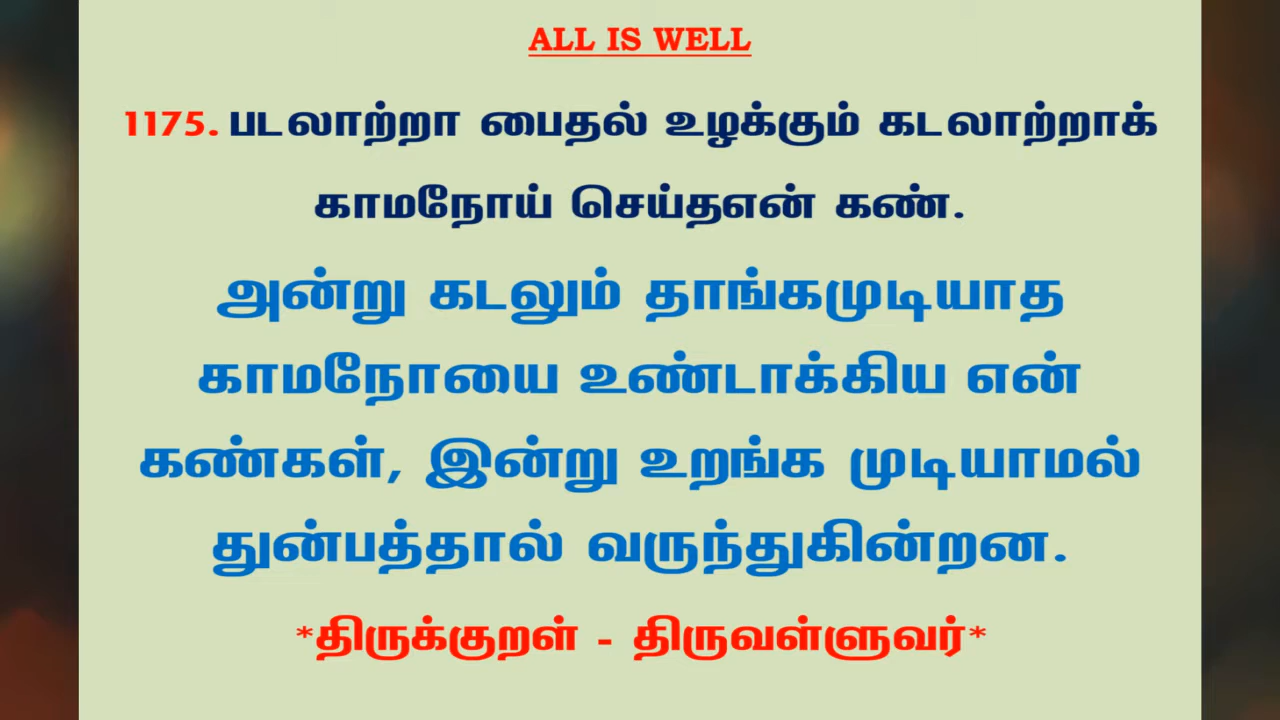 ALL IS WELL
1175. படலாற்றா பைதல் உழக்கும் கடலாற்றாக்
காமநோய் செய்தஎன் கண்.
அன்று கடலும் தாங்கமுடியாத
காமநோயை உண்டாக்கிய என்
கண்கள், இன்று உறங்க முடியாமல்
துன்பத்தால் வருந்துகின்றன.
*திருக்குறள் - திருவள்ளுவர்*